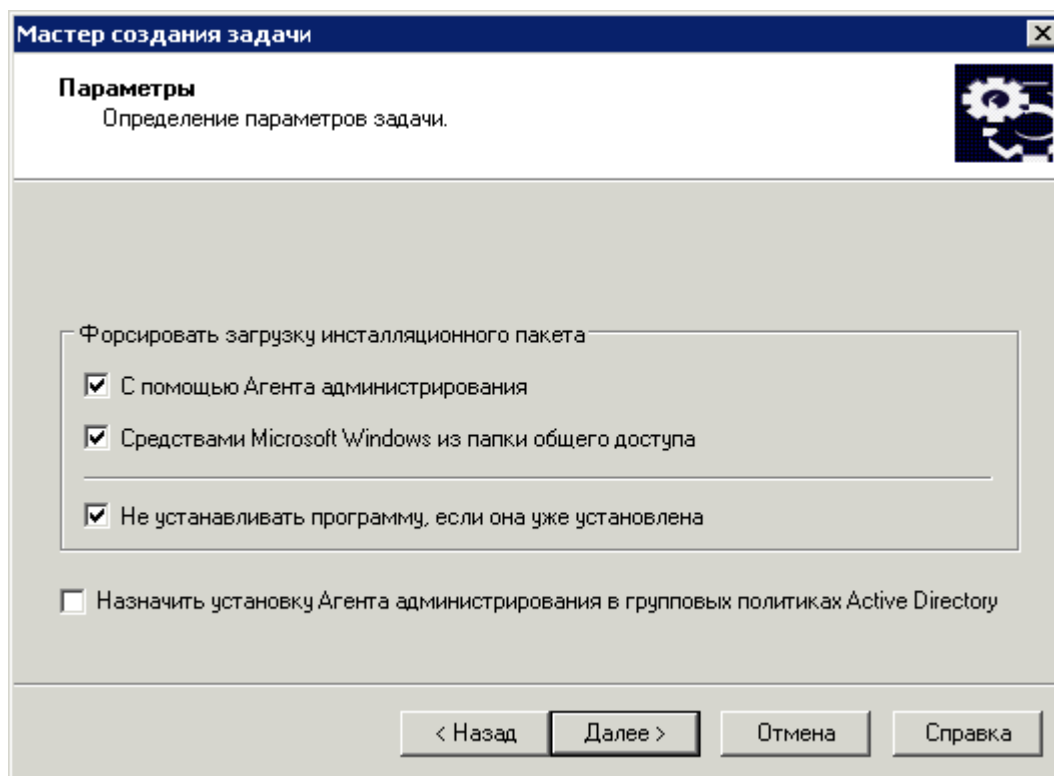 Мастер создания задачи
Параметры
Определение параметров задачи.
Форсировать загрузку инсталляционного пакета
С помощью Агента администрирования
Средствами Microsoft Windows из папки общего доступа
Не устанавливать программу, если она уже установлена
Назначить установку Агента администрирования в групповых политиках Active Directory
< Назад
Далее >
Отмена
Справка